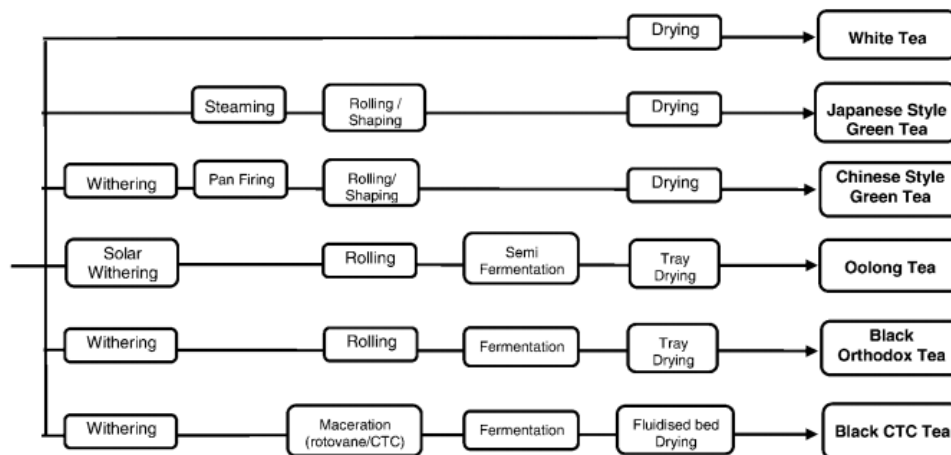 Drying
White Tea
Steaming
Rolling /
Shaping
Drying
Japanese Style
Green Tea
Withering
Pan Firing
Rolling/
Shaping
Drying
Chinese Style
Green Tea
Solar
Withering
Rolling
Semi
Fermentation
Tray
Drying
Oolong Tea
Withering
Rolling
Fermentation
Tray
Drying
Black
Orthodox Tea
Withering
Maceration
(rotovane/CTC)
Fermentation
Fluidised bed
Drying
Black CTC Tea